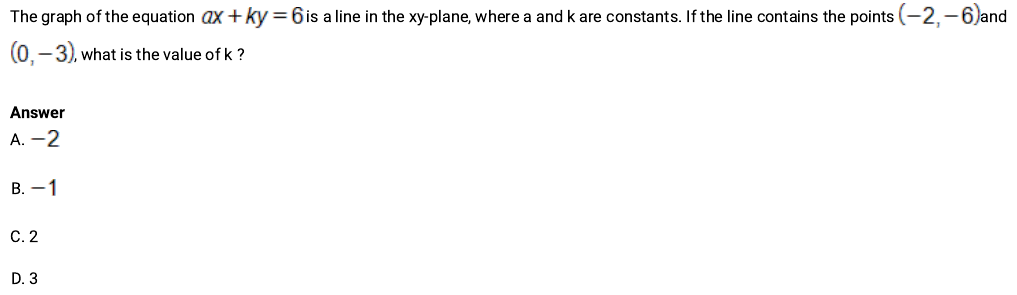 The graph of the equation ax + ky = 6 is a line in the xy-plane, where a and k are constants. If the line contains the points (−2, −6) and
(0, −3), what is the value of k ?
Answer
A. −2
B. −1
C. 2
D. 3